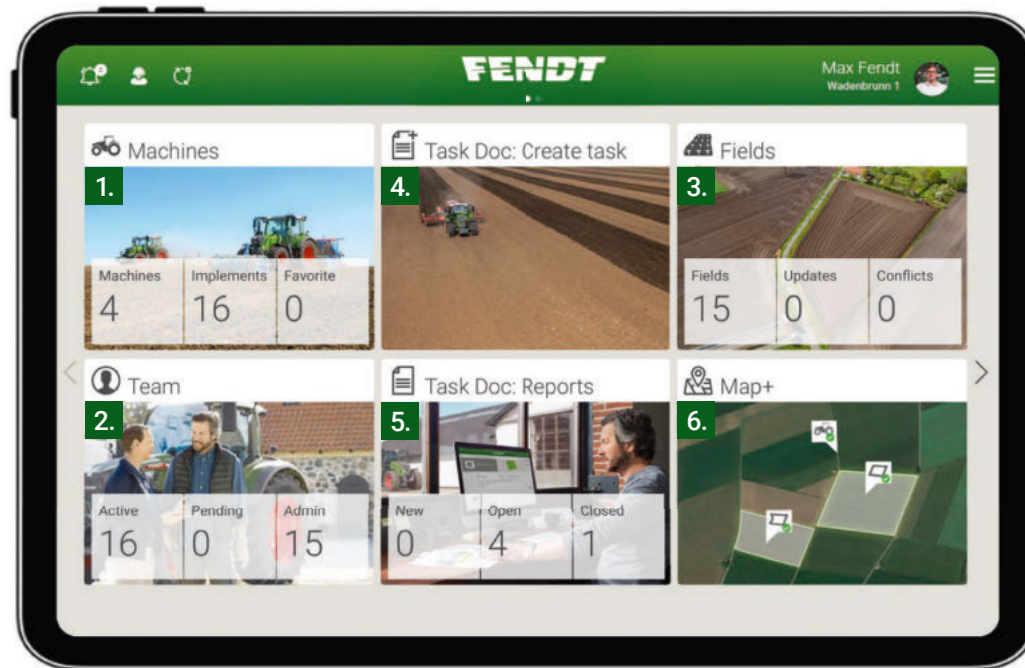 FENDT
Max Fendt
Wadenbrunn 1
Machines
1.
Machines Implements Favorite
4 16 0
Task Doc: Create task
4.
Fields
3.
Fields Updates Conflicts
15 0 0
Team
2.
Active Pending Admin
16 0 15
Task Doc: Reports
5.
New Open Closed
0 4 1
Map+
6.